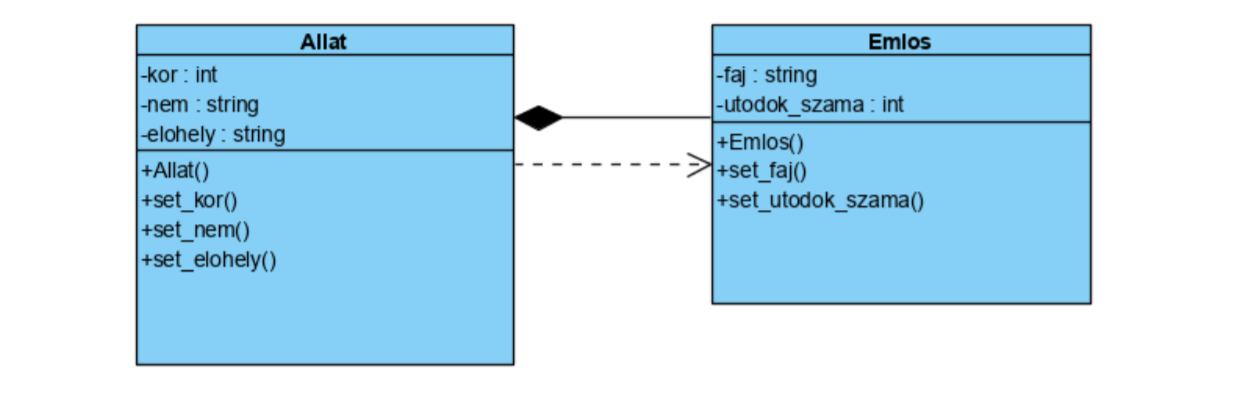 Allat
-kor : int
-nem : string
-elohely : string
+Allat()
+set_kor()
+set_nem()
+set_elohely()
Emlos
-faj : string
-utodok_szama : int
+Emlos()
+set_faj()
+set_utodok_szama()